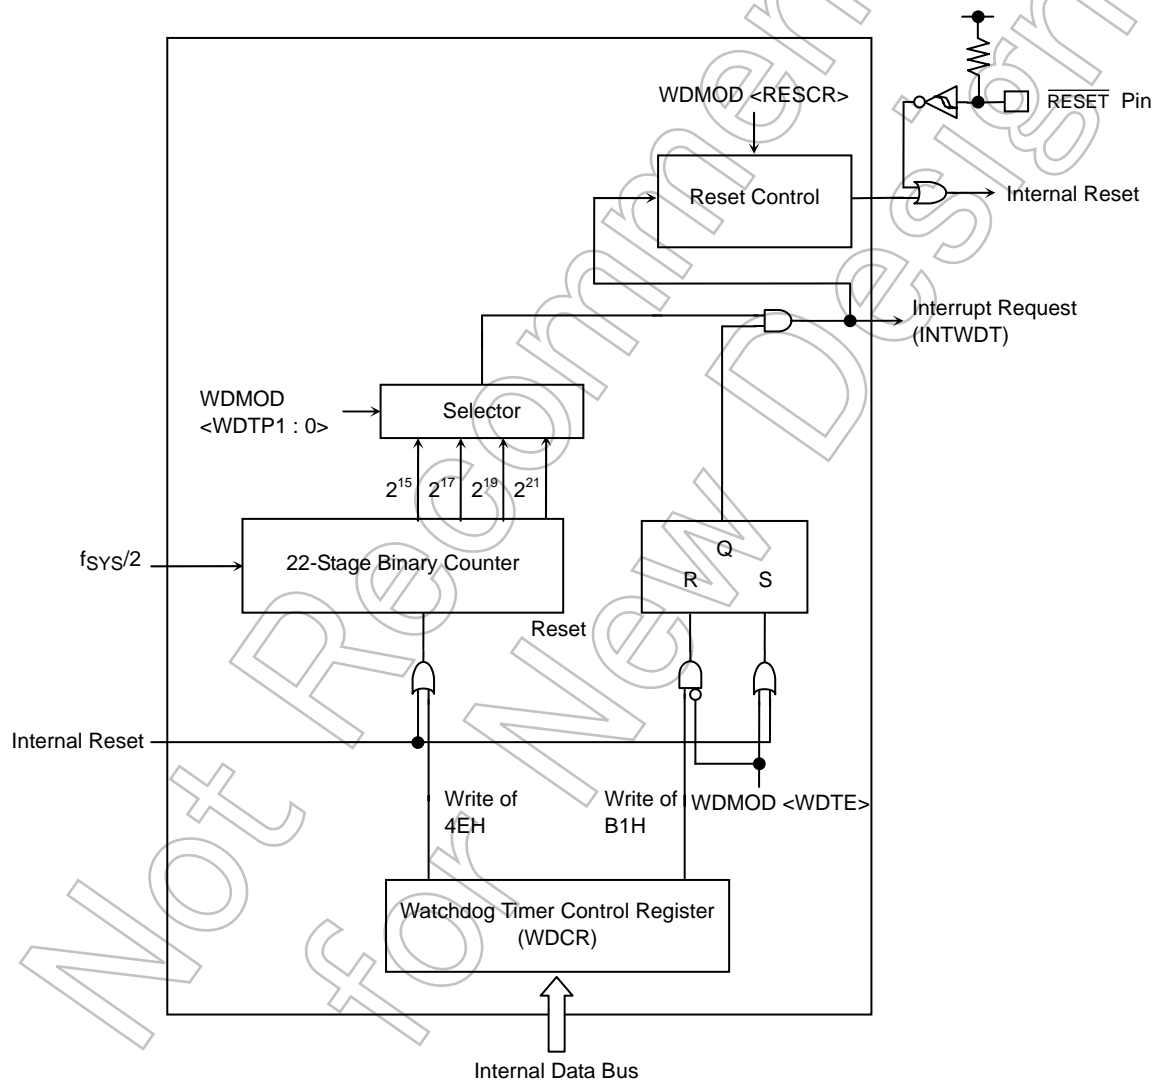 WDMOD <RESCR>
RESET Pin
Reset Control
Internal Reset
Interrupt Request
(INTWDT)
WDMOD
<WDTP1 : 0>
Selector
2^15 2^17 2^19 2^21
fSYS/2
22-Stage Binary Counter
Q
R S
Reset
Internal Reset
Write of
4EH
Write of
B1H
WDMOD <WDTE>
Watchdog Timer Control Register
(WDCR)
Internal Data Bus
Not Recommended
for New Design